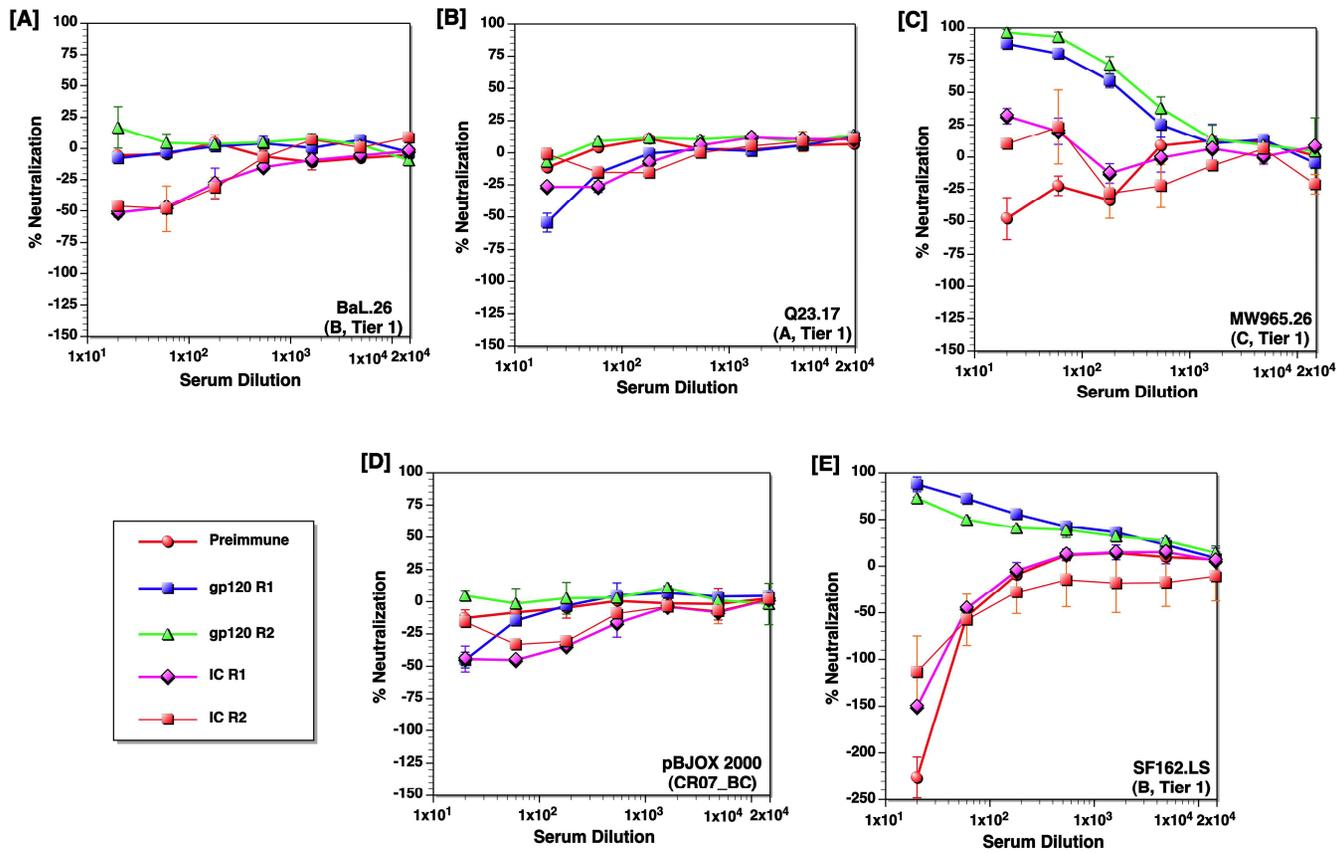 [A]
100
75
50
25
0
-25
-50
-75
-100
-125
-150
% Neutralization
BaL.26
(B, Tier 1)
1x10¹ 1x10² 1x10³ 1x10⁴ 2x10⁴
Serum Dilution
[B]
100
75
50
25
0
-25
-50
-75
-100
-125
-150
% Neutralization
Q23.17
(A, Tier 1)
1x10¹ 1x10² 1x10³ 1x10⁴ 2x10⁴
Serum Dilution
[C]
100
75
50
25
0
-25
-50
-75
-100
-125
-150
% Neutralization
MW965.26
(C, Tier 1)
1x10¹ 1x10² 1x10³ 1x10⁴ 2x10⁴
Serum Dilution
Preimmune
gp120 R1
gp120 R2
IC R1
IC R2
[D]
100
75
50
25
0
-25
-50
-75
-100
-125
-150
% Neutralization
pBJOX 2000
(CR07_BC)
1x10¹ 1x10² 1x10³ 1x10⁴ 2x10⁴
Serum Dilution
[E]
100
50
0
-50
-100
-150
-200
-250
% Neutralization
SF162.LS
(B, Tier 1)
1x10¹ 1x10² 1x10³ 1x10⁴ 2x10⁴
Serum Dilution